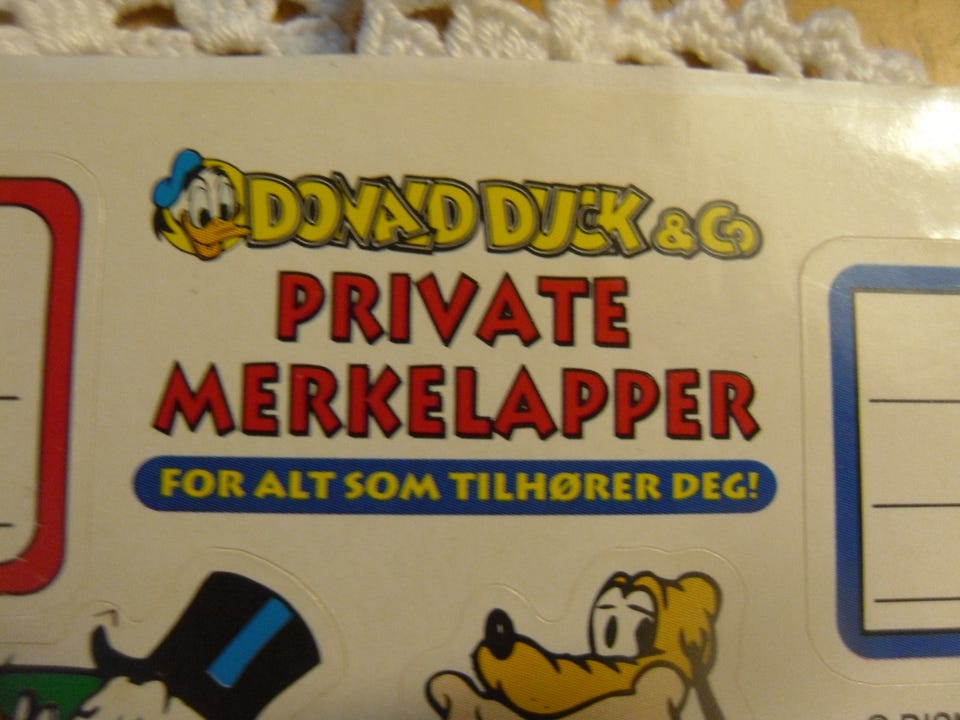 DONALD DUCK & Co
PRIVATE
MERKELAPPER
FOR ALT SOM TILHØRER DEG!